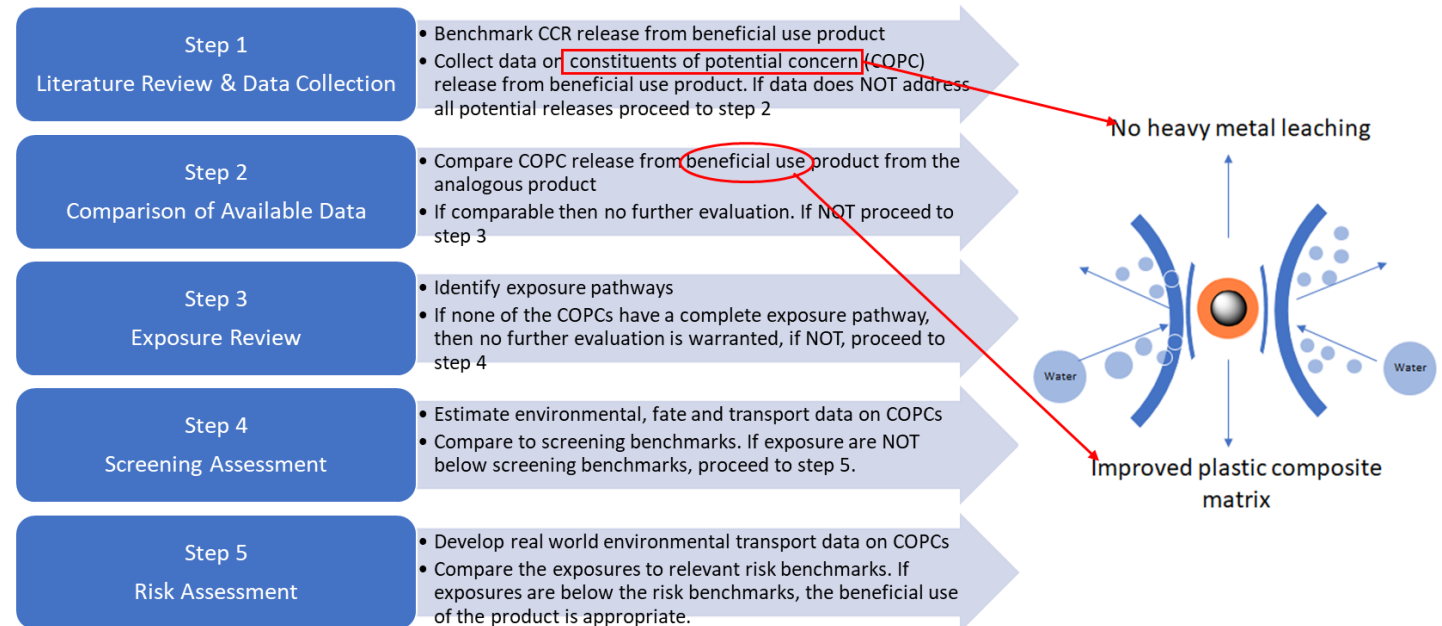 Step 1
Literature Review & Data Collection
• Benchmark CCR release from beneficial use product
• Collect data on constituents of potential concern (COPC)
release from beneficial use product. If data does NOT address
all potential releases proceed to step 2
Step 2
Comparison of Available Data
• Compare COPC release from beneficial use product from the
analogous product
• If comparable then no further evaluation. If NOT proceed to
step 3
Step 3
Exposure Review
• Identify exposure pathways
• If none of the COPCs have a complete exposure pathway,
then no further evaluation is warranted, if NOT, proceed to
step 4
Step 4
Screening Assessment
• Estimate environmental, fate and transport data on COPCs
• Compare to screening benchmarks. If exposure are NOT
below screening benchmarks, proceed to step 5.
Step 5
Risk Assessment
• Develop real world environmental transport data on COPCs
• Compare the exposures to relevant risk benchmarks. If
exposures are below the risk benchmarks, the beneficial use
of the product is appropriate.
No heavy metal leaching
Water
Water
Improved plastic composite
matrix